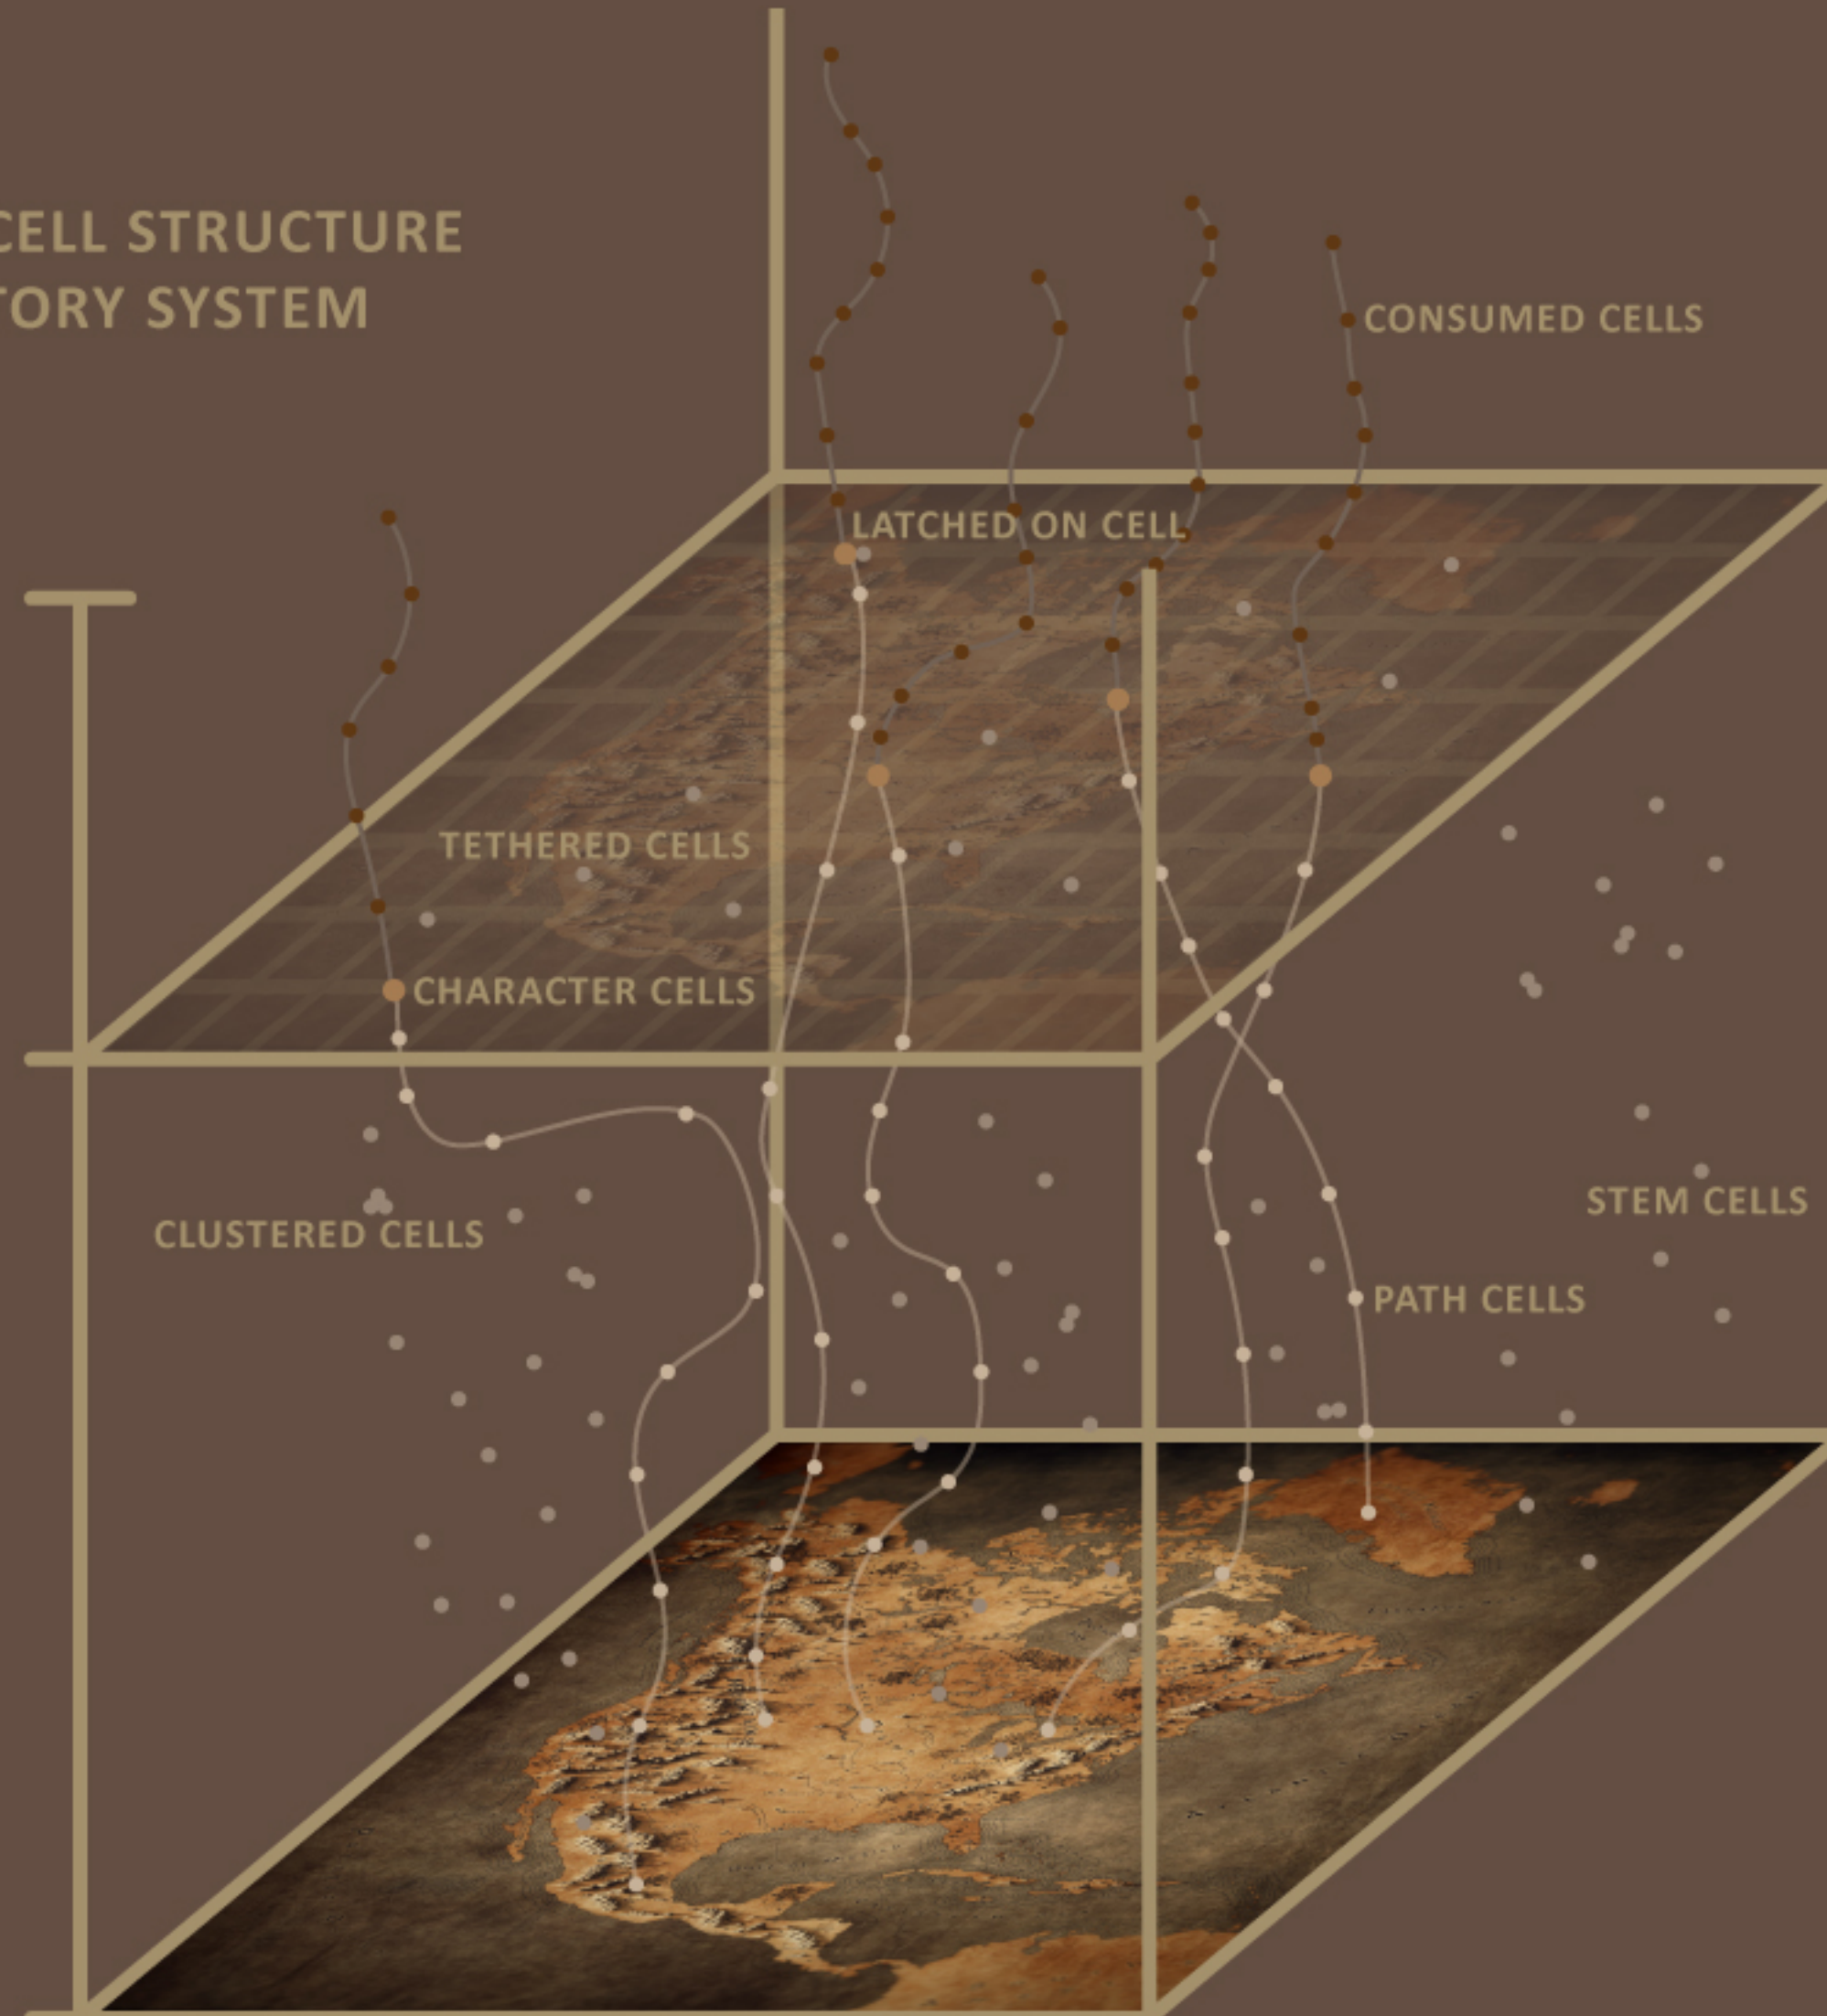 CELL STRUCTURE
TORY SYSTEM
CONSUMED CELLS
LATCHED ON CELL
TETHERED CELLS
CHARACTER CELLS
CLUSTERED CELLS
STEM CELLS
PATH CELLS